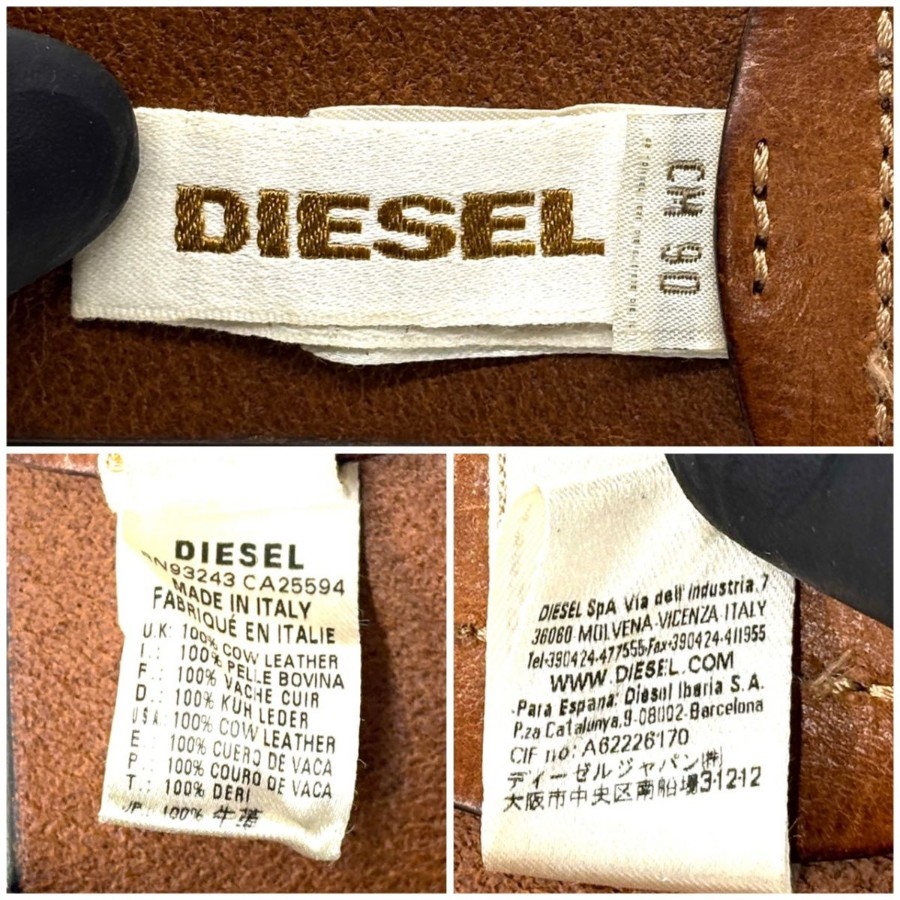 DIESEL
CM 90
DIESEL
RN93243 CA25594
MADE IN ITALY
FABRIQUÉ EN ITALIE
U.K: 100% COW LEATHER
I.: 100% PELLE BOVINA
F.: 100% VACHE CUIR
D.: 100% KUH LEDER
USA: 100% COW LEATHER
E.: 100% CUERO DE VACA
P.: 100% COURO DE VACA
T.: 100% DERI
JP.: 100% 牛革
DIESEL SpA Via dell'Industria,7
36060 MOLVENA-VICENZA-ITALY
Tel-390424-477555-Fax-390424-411955
WWW.DIESEL.COM
-Para Espana: Diesel Iberia S.A.
P.za Catalunya,9-08002-Barcelona
CIF no: A62226170
ディーゼルジャパン㈱
大阪市中央区南船場3-12-12